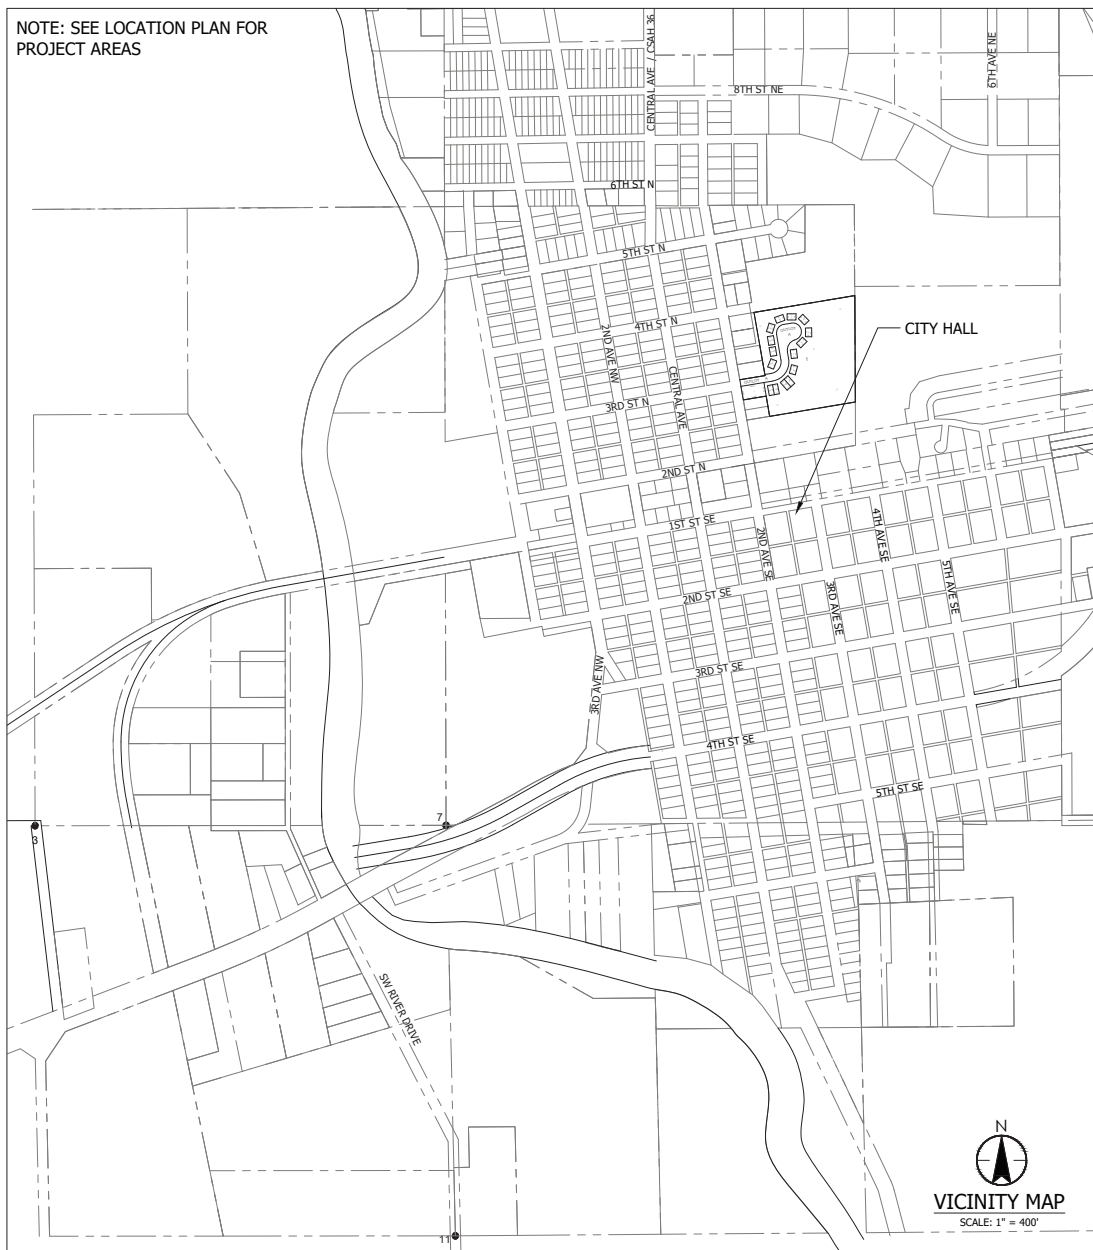 NOTE: SEE LOCATION PLAN FOR
PROJECT AREAS
CENTRAL AVE / CSAH 36
6TH AVE NE
8TH ST NE
6TH ST N
5TH ST N
4TH ST N
2ND AVE NW
CITY HALL
CENTRAL AVE
3RD ST N
2ND ST N
1ST ST SE
2ND AVE SE
4TH AVE SE
5TH AVE SE
2ND ST SE
3RD AVE SE
3RD ST SE
3RD AVE NW
4TH ST SE
5TH ST SE
7
3
SW RIVER DRIVE
11
N
VICINITY MAP
SCALE: 1" = 400'